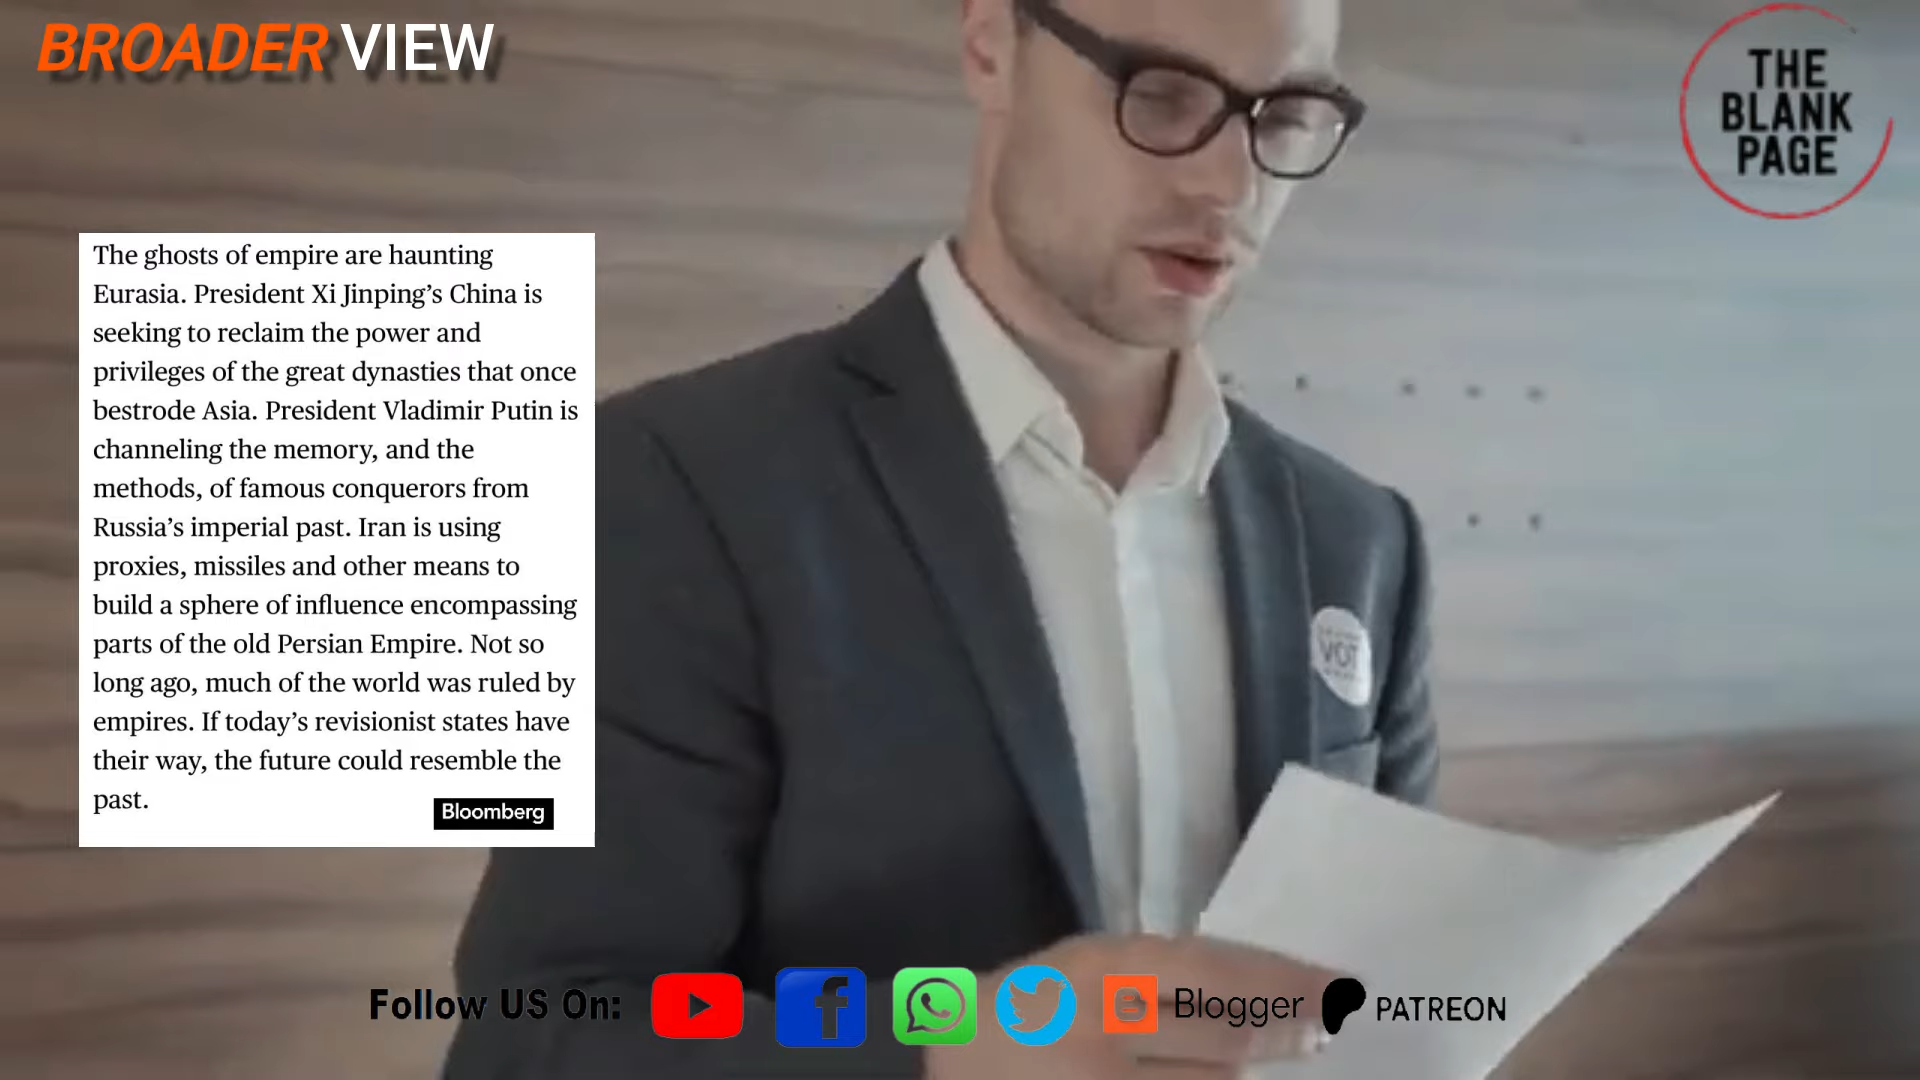 BROADER VIEW
THE
BLANK
PAGE
The ghosts of empire are haunting
Eurasia. President Xi Jinping’s China is
seeking to reclaim the power and
privileges of the great dynasties that once
bestrode Asia. President Vladimir Putin is
channeling the memory, and the
methods, of famous conquerors from
Russia’s imperial past. Iran is using
proxies, missiles and other means to
build a sphere of influence encompassing
parts of the old Persian Empire. Not so
long ago, much of the world was ruled by
empires. If today’s revisionist states have
their way, the future could resemble the
past.
Bloomberg
VOT
Follow US On: Blogger PATREON